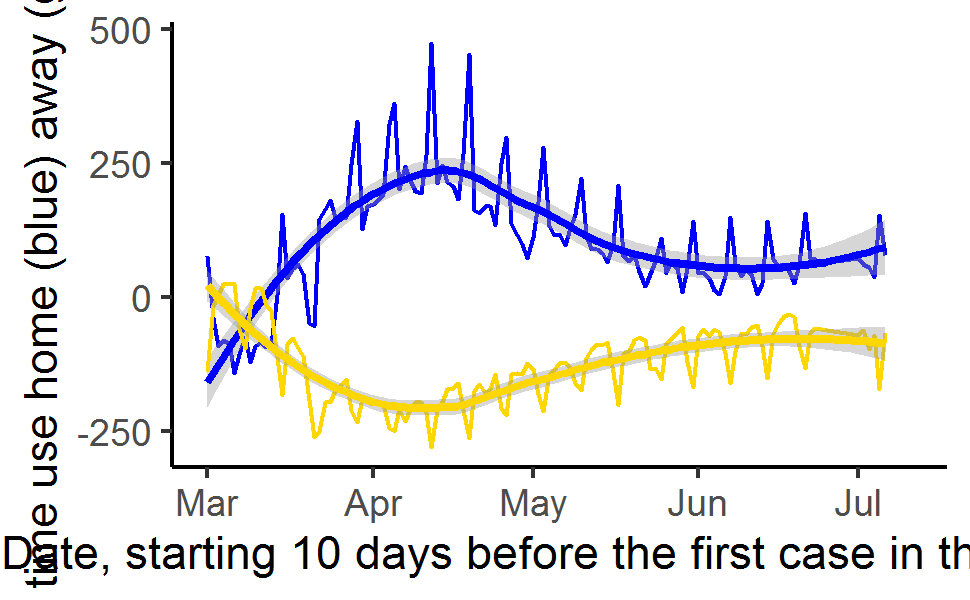 time use home (blue) away (
500
250
0
-250
Mar Apr May Jun Jul
Date, starting 10 days before the first case in th